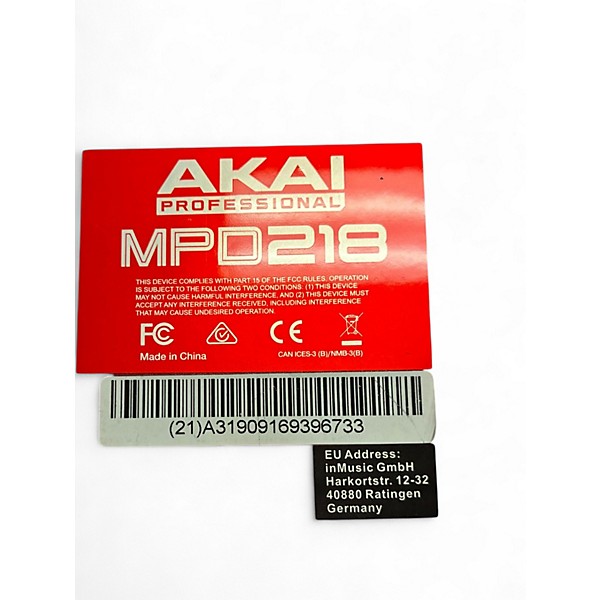 AKAI
PROFESSIONAL
MPD218
THIS DEVICE COMPLIES WITH PART 15 OF THE FCC RULES. OPERATION
IS SUBJECT TO THE FOLLOWING TWO CONDITIONS: (1) THIS DEVICE
MAY NOT CAUSE HARMFUL INTERFERENCE, AND (2) THIS DEVICE MUST
ACCEPT ANY INTERFERENCE RECEIVED, INCLUDING INTERFERENCE
THAT MAY CAUSE UNDESIRED OPERATION.
FC CE
Made in China CAN ICES-3 (B)/NMB-3(B)
(21)A31909169396733
EU Address:
inMusic GmbH
Harkortstr. 12-32
40880 Ratingen
Germany